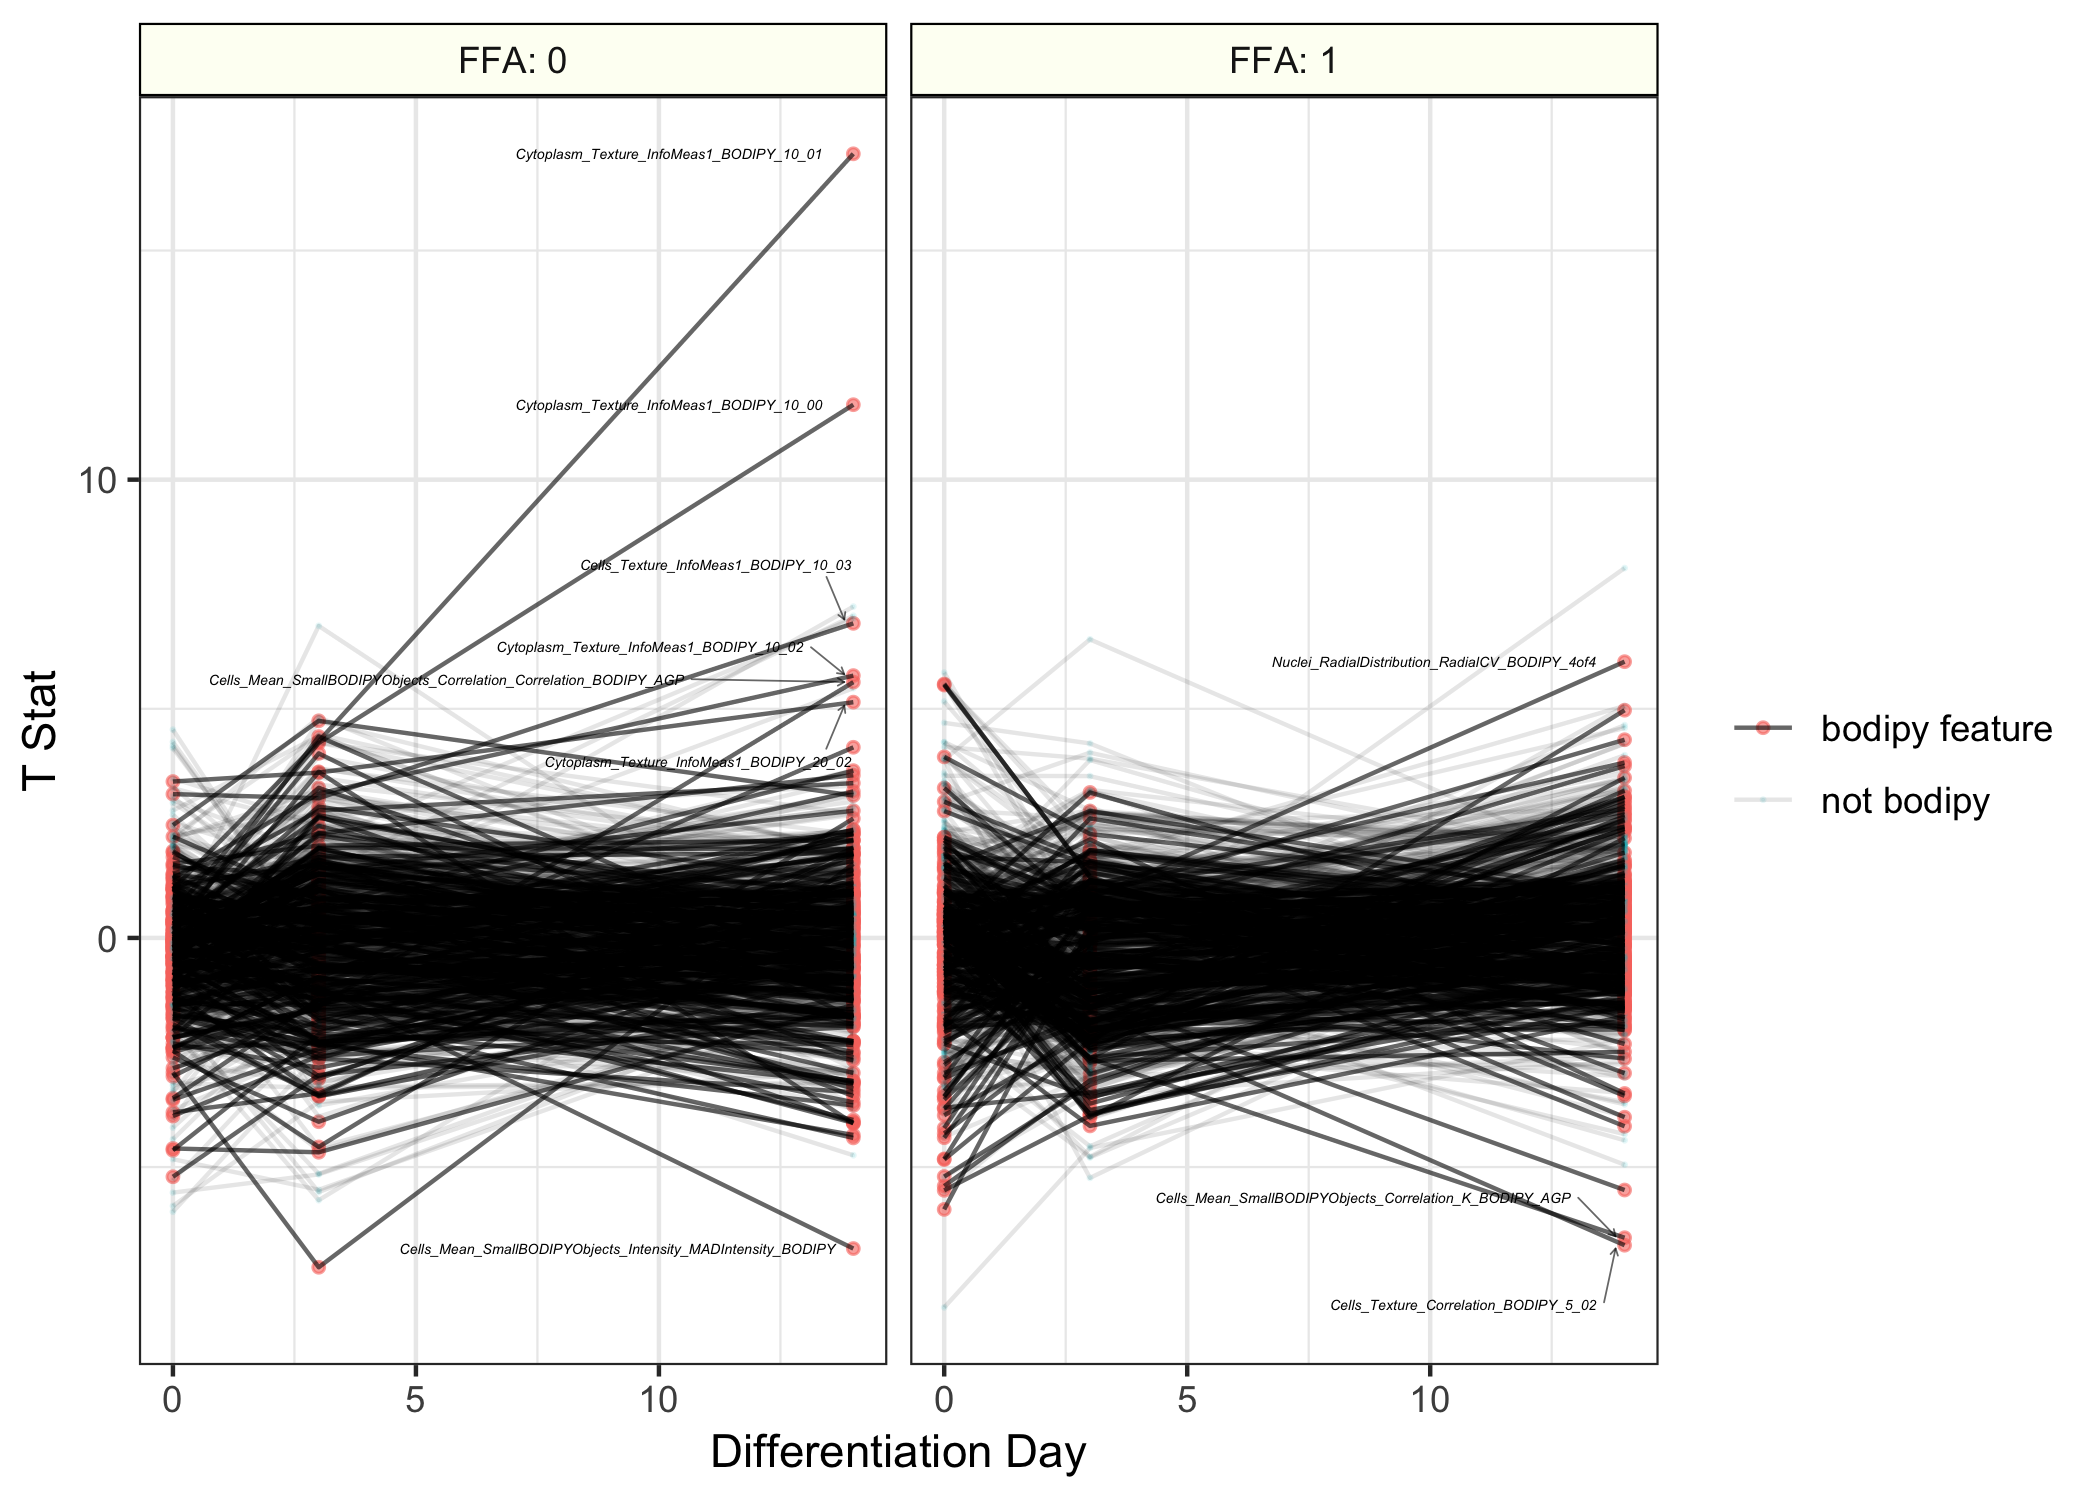 FFA: 0
FFA: 1
Cytoplasm_Texture_InfoMeas1_BODIPY_10_01
Cytoplasm_Texture_InfoMeas1_BODIPY_10_00
Cells_Texture_InfoMeas1_BODIPY_10_03
Cytoplasm_Texture_InfoMeas1_BODIPY_10_02
Cells_Mean_SmallBODIPYObjects_Correlation_Correlation_BODIPY_AGP
Cytoplasm_Texture_InfoMeas1_BODIPY_20_02
Cells_Mean_SmallBODIPYObjects_Intensity_MADIntensity_BODIPY
Nuclei_RadialDistribution_RadialCV_BODIPY_4of4
Cells_Mean_SmallBODIPYObjects_Correlation_K_BODIPY_AGP
Cells_Texture_Correlation_BODIPY_5_02
10
0
T Stat
0 5 10
0 5 10
Differentiation Day
bodipy feature
not bodipy